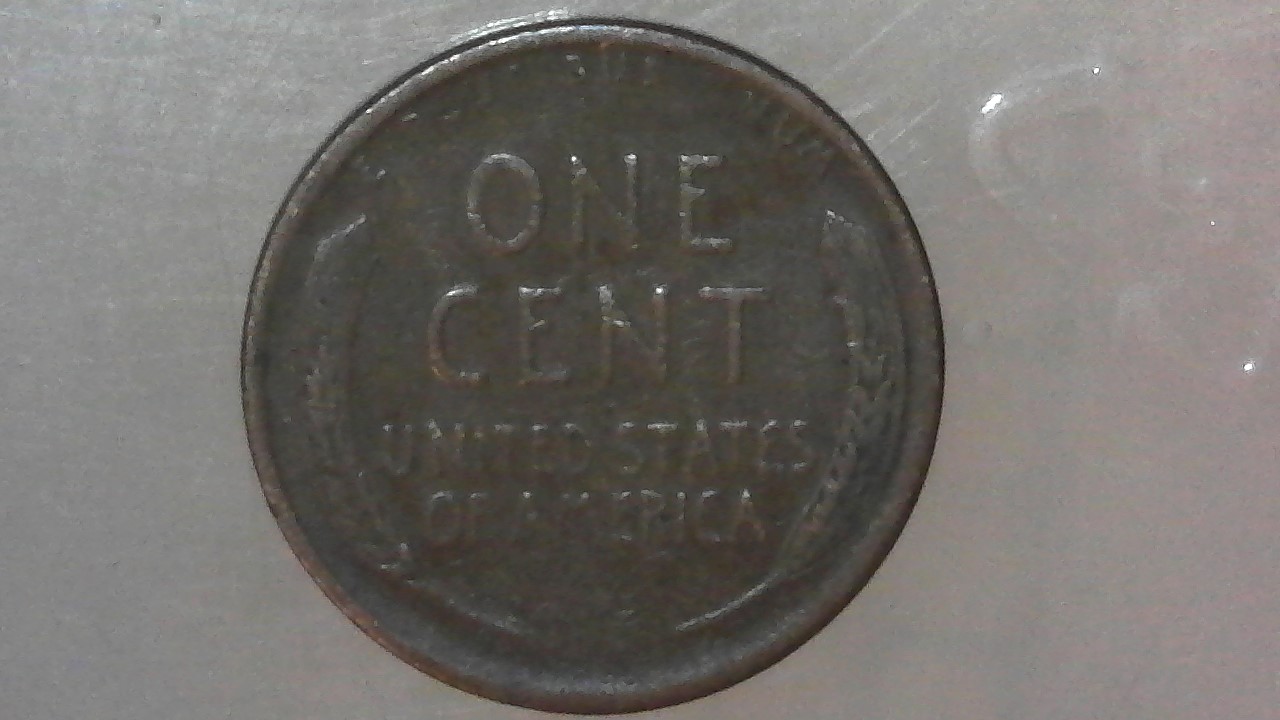 ONE
CENT
UNITED STATES
OF AMERICA